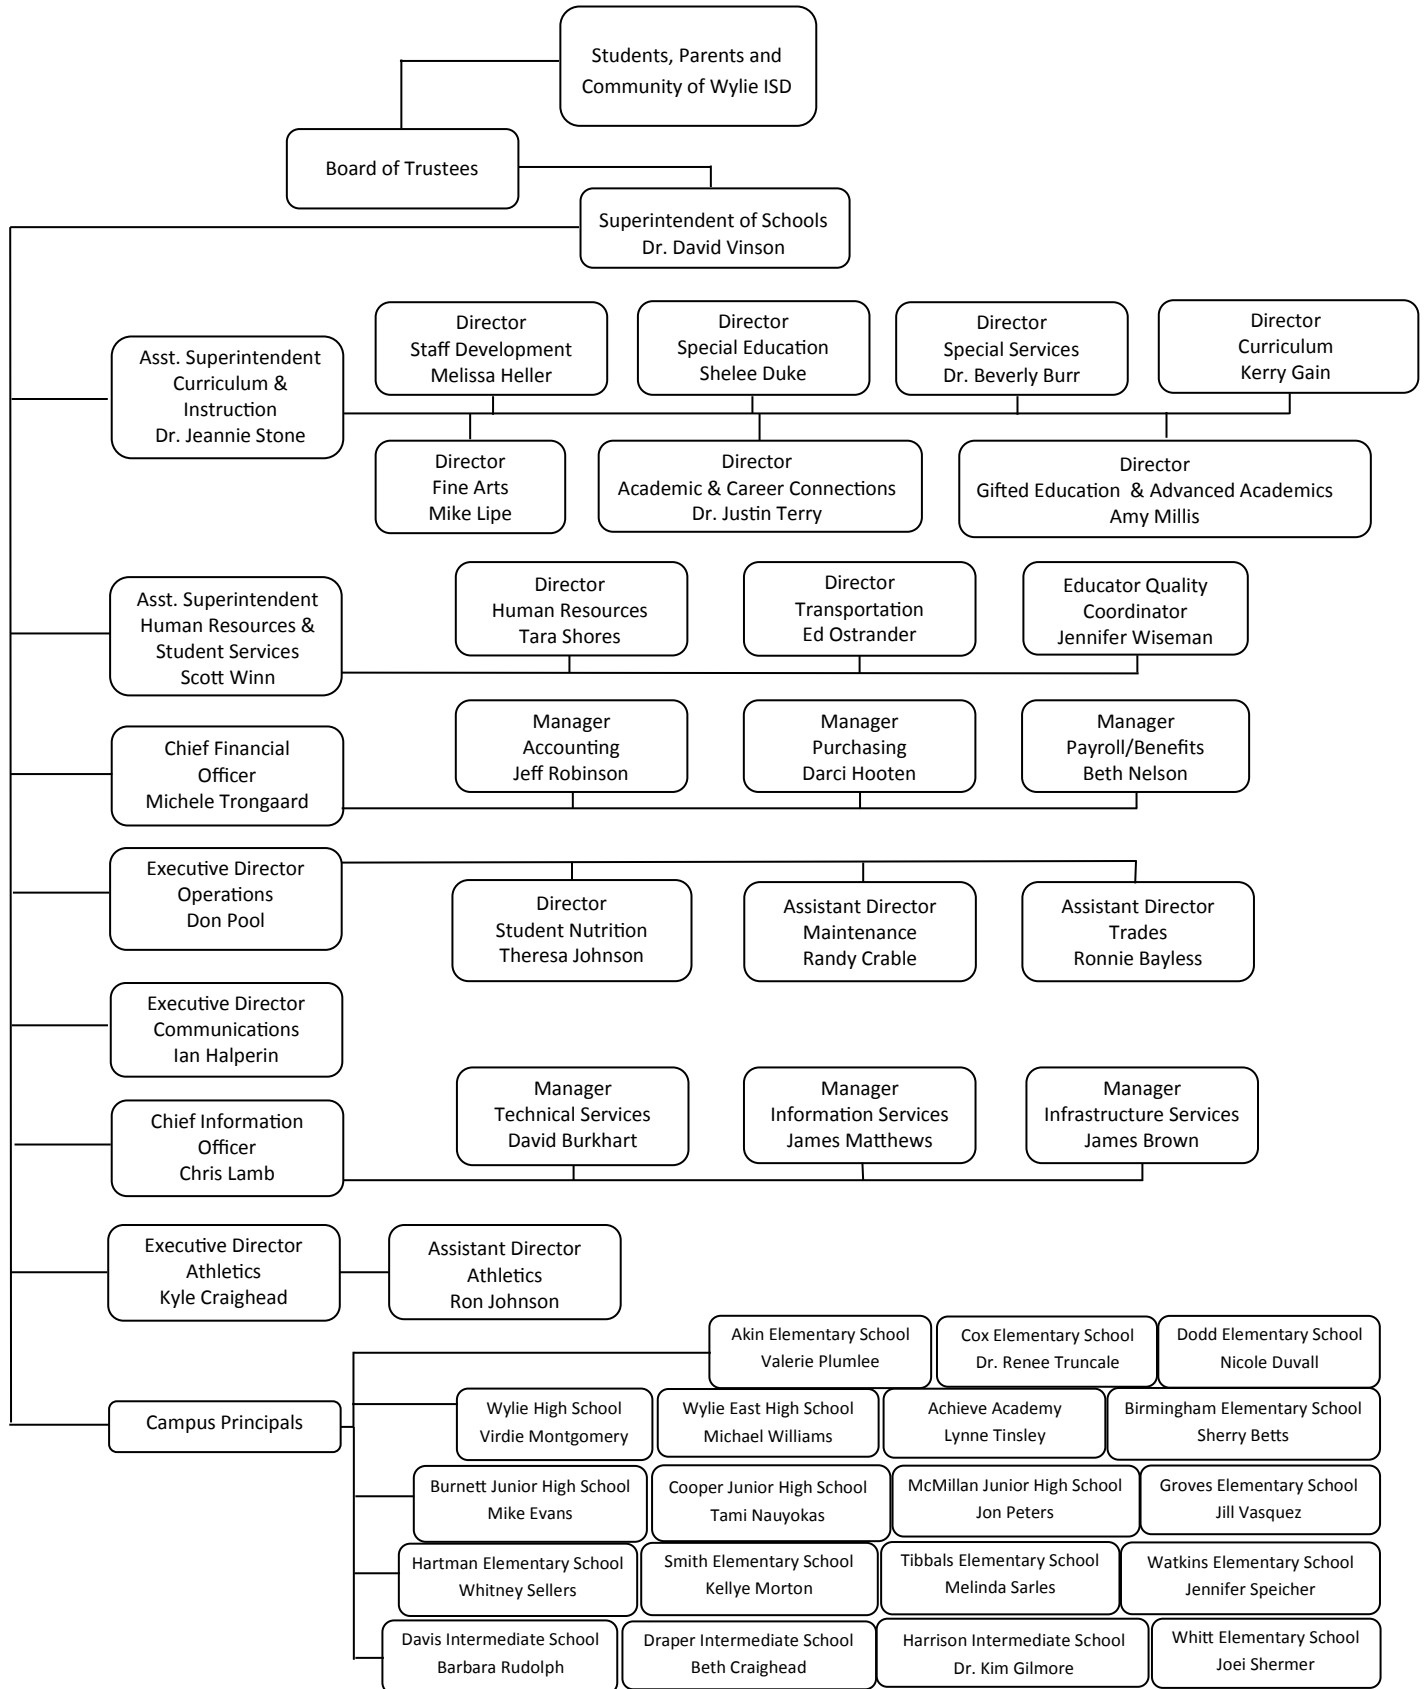 Students, Parents and
Community of Wylie ISD
Board of Trustees
Superintendent of Schools
Dr. David Vinson
Asst. Superintendent
Curriculum &
Instruction
Dr. Jeannie Stone
Director
Staff Development
Melissa Heller
Director
Special Education
Shelee Duke
Director
Special Services
Dr. Beverly Burr
Director
Curriculum
Kerry Gain
Director
Fine Arts
Mike Lipe
Director
Academic & Career Connections
Dr. Justin Terry
Director
Gifted Education & Advanced Academics
Amy Millis
Asst. Superintendent
Human Resources &
Student Services
Scott Winn
Director
Human Resources
Tara Shores
Director
Transportation
Ed Ostrander
Educator Quality
Coordinator
Jennifer Wiseman
Chief Financial
Officer
Michele Trongaard
Manager
Accounting
Jeff Robinson
Manager
Purchasing
Darci Hooten
Manager
Payroll/Benefits
Beth Nelson
Executive Director
Operations
Don Pool
Director
Student Nutrition
Theresa Johnson
Assistant Director
Maintenance
Randy Crable
Assistant Director
Trades
Ronnie Bayless
Executive Director
Communications
Ian Halperin
Chief Information
Officer
Chris Lamb
Manager
Technical Services
David Burkhart
Manager
Information Services
James Matthews
Manager
Infrastructure Services
James Brown
Executive Director
Athletics
Kyle Craighead
Assistant Director
Athletics
Ron Johnson
Campus Principals
Akin Elementary School
Valerie Plumlee
Cox Elementary School
Dr. Renee Truncale
Dodd Elementary School
Nicole Duvall
Wylie High School
Virdie Montgomery
Wylie East High School
Michael Williams
Achieve Academy
Lynne Tinsley
Birmingham Elementary School
Sherry Betts
Burnett Junior High School
Mike Evans
Cooper Junior High School
Tami Nauyokas
McMillan Junior High School
Jon Peters
Groves Elementary School
Jill Vasquez
Hartman Elementary School
Whitney Sellers
Smith Elementary School
Kellye Morton
Tibbals Elementary School
Melinda Sarles
Watkins Elementary School
Jennifer Speicher
Davis Intermediate School
Barbara Rudolph
Draper Intermediate School
Beth Craighead
Harrison Intermediate School
Dr. Kim Gilmore
Whitt Elementary School
Joei Shermer